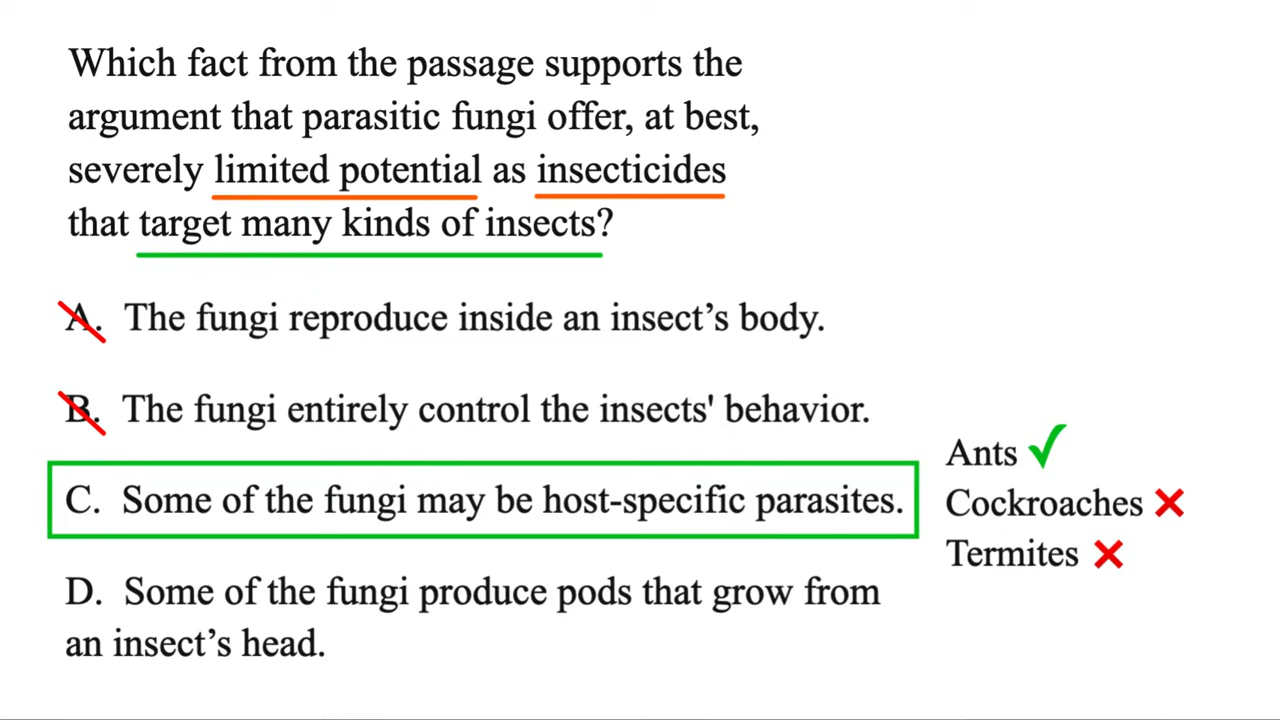 Which fact from the passage supports the
argument that parasitic fungi offer, at best,
severely limited potential as insecticides
that target many kinds of insects?
A. The fungi reproduce inside an insect’s body.
B. The fungi entirely control the insects' behavior.
C. Some of the fungi may be host-specific parasites.
Ants
Cockroaches
Termites
D. Some of the fungi produce pods that grow from
an insect’s head.